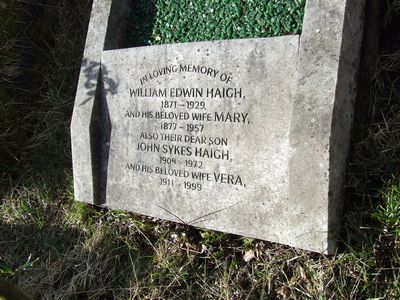 IN LOVING MEMORY OF
WILLIAM EDWIN HAIGH,
1871 - 1929.
AND HIS BELOVED WIFE MARY,
1877 - 1957
ALSO THEIR DEAR SON
JOHN SYKES HAIGH,
1909 - 1972
AND HIS BELOVED WIFE VERA,
1911 - 1999